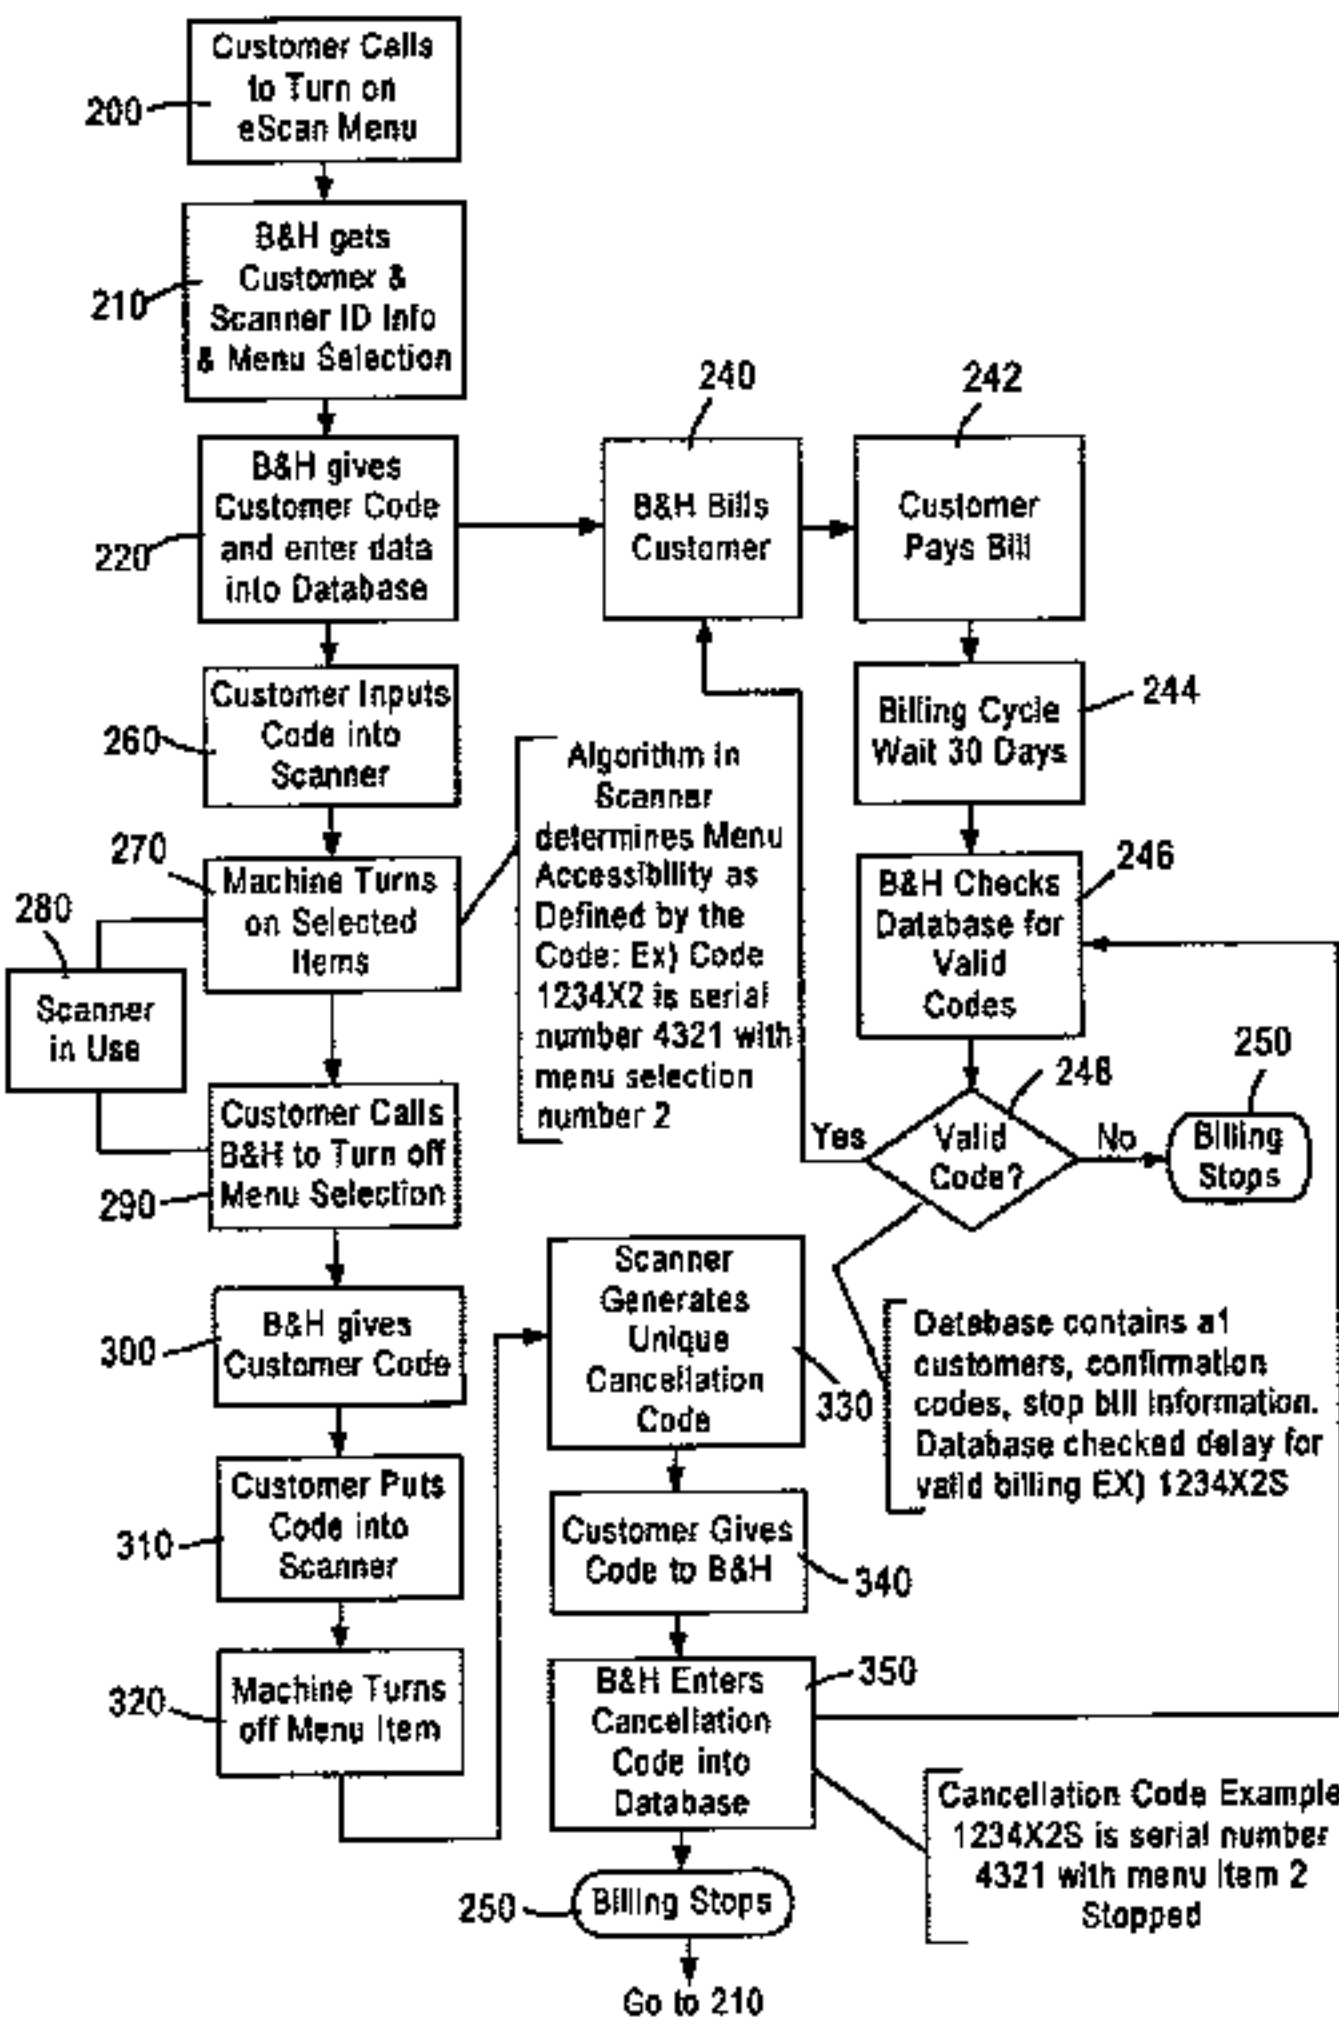 Customer Calls
to Turn on
eScan Menu
200
B&H gets
Customer &
Scanner ID Info
& Menu Selection
210
B&H gives
Customer Code
and enter data
into Database
220
240
B&H Bills
Customer
242
Customer
Pays Bill
Customer Inputs
Code into
Scanner
260
Billing Cycle
Wait 30 Days
244
Algorithm in
Scanner
determines Menu
Accessibility as
Defined by the
Code: Ex) Code
1234X2 is serial
number 4321 with
menu selection
number 2
270
Machine Turns
on Selected
Items
280
Scanner
in Use
246
B&H Checks
Database for
Valid
Codes
248
Valid
Code?
Yes
No
250
Billing
Stops
Customer Calls
B&H to Turn off
Menu Selection
290
B&H gives
Customer Code
300
Customer Puts
Code into
Scanner
310
Machine Turns
off Menu Item
320
Scanner
Generates
Unique
Cancellation
Code
330
Database contains a1
customers, confirmation
codes, stop bill information.
Database checked delay for
valid billing EX) 1234X2S
Customer Gives
Code to B&H
340
B&H Enters
Cancellation
Code into
Database
350
Cancellation Code Example
1234X2S is serial number
4321 with menu item 2
Stopped
250
Billing Stops
Go to 210